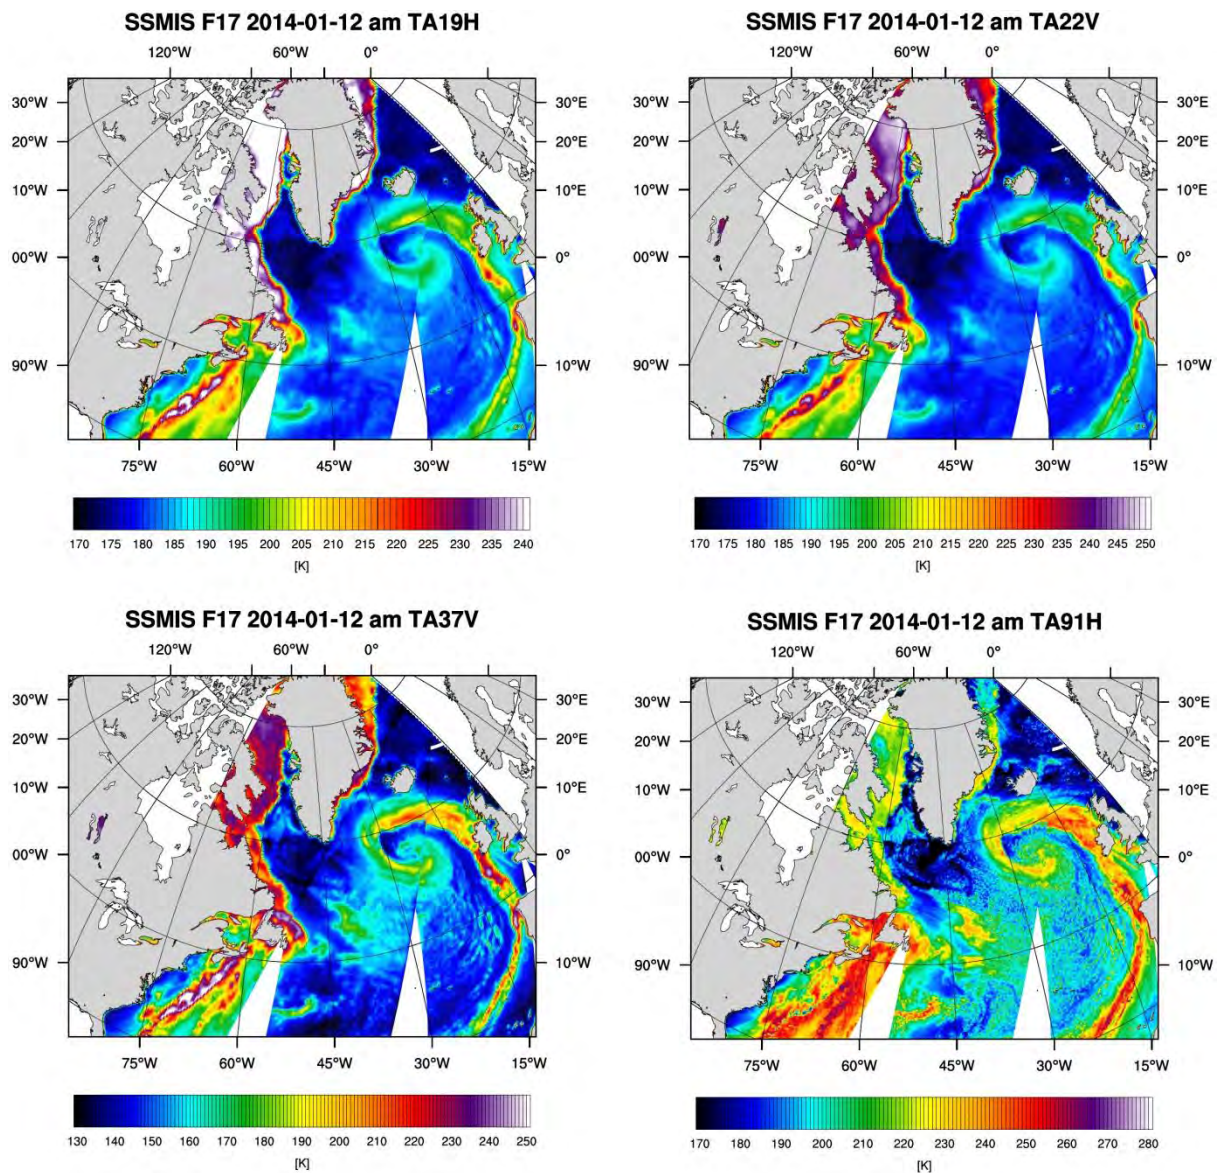 SSMIS F17 2014-01-12 am TA19H
120°W 60°W 0°
30°W 30°E
20°W 20°E
10°W 10°E
00°W 0°
90°W 10°W
75°W 60°W 45°W 30°W 15°W
170 175 180 185 190 195 200 205 210 215 220 225 230 235 240
[K]
SSMIS F17 2014-01-12 am TA22V
120°W 60°W 0°
30°W 30°E
20°W 20°E
10°W 10°E
00°W 0°
90°W 10°W
75°W 60°W 45°W 30°W 15°W
170 175 180 185 190 195 200 205 210 215 220 225 230 235 240 245 250
[K]
SSMIS F17 2014-01-12 am TA37V
120°W 60°W 0°
30°W 30°E
20°W 20°E
10°W 10°E
00°W 0°
90°W 10°W
75°W 60°W 45°W 30°W 15°W
130 140 150 160 170 180 190 200 210 220 230 240 250
[K]
SSMIS F17 2014-01-12 am TA91H
120°W 60°W 0°
30°W 30°E
20°W 20°E
10°W 10°E
00°W 0°
90°W 10°W
75°W 60°W 45°W 30°W 15°W
170 180 190 200 210 220 230 240 250 260 270 280
[K]